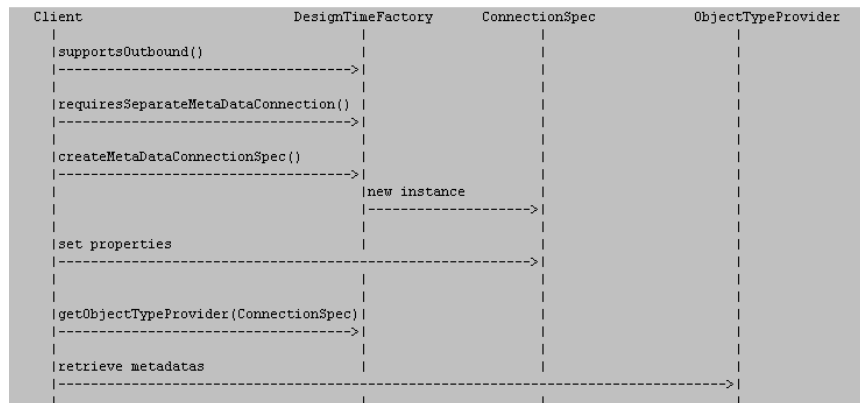 Client DesignTimeFactory ConnectionSpec ObjectTypeProvider
supportsOutbound()
requiresSeparateMetaDataConnection()
createMetaDataConnectionSpec()
new instance
set properties
getObjectTypeProvider(ConnectionSpec)
retrieve metadatas